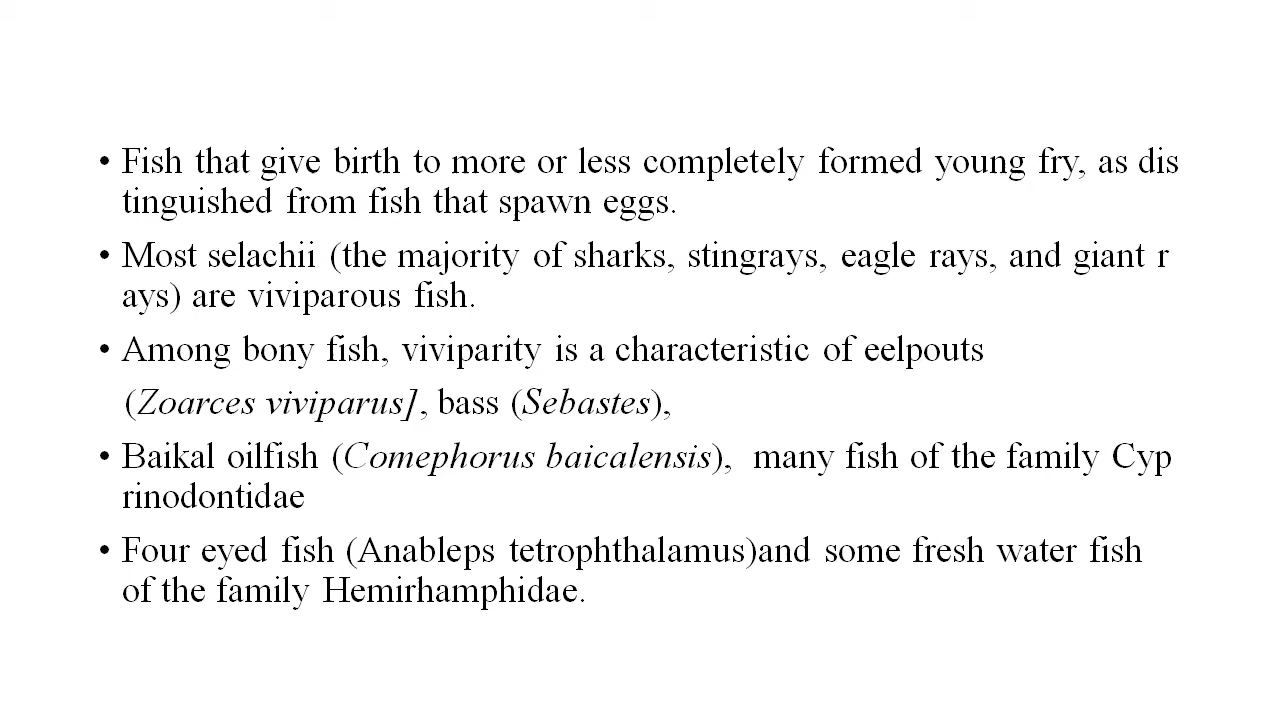 • Fish that give birth to more or less completely formed young fry, as dis
tinguished from fish that spawn eggs.
• Most selachii (the majority of sharks, stingrays, eagle rays, and giant r
ays) are viviparous fish.
• Among bony fish, viviparity is a characteristic of eelpouts
(Zoarces viviparus], bass (Sebastes),
• Baikal oilfish (Comephorus baicalensis),  many fish of the family Cyp
rinodontidae
• Four eyed fish (Anableps tetrophthalamus)and some fresh water fish
of the family Hemirhamphidae.